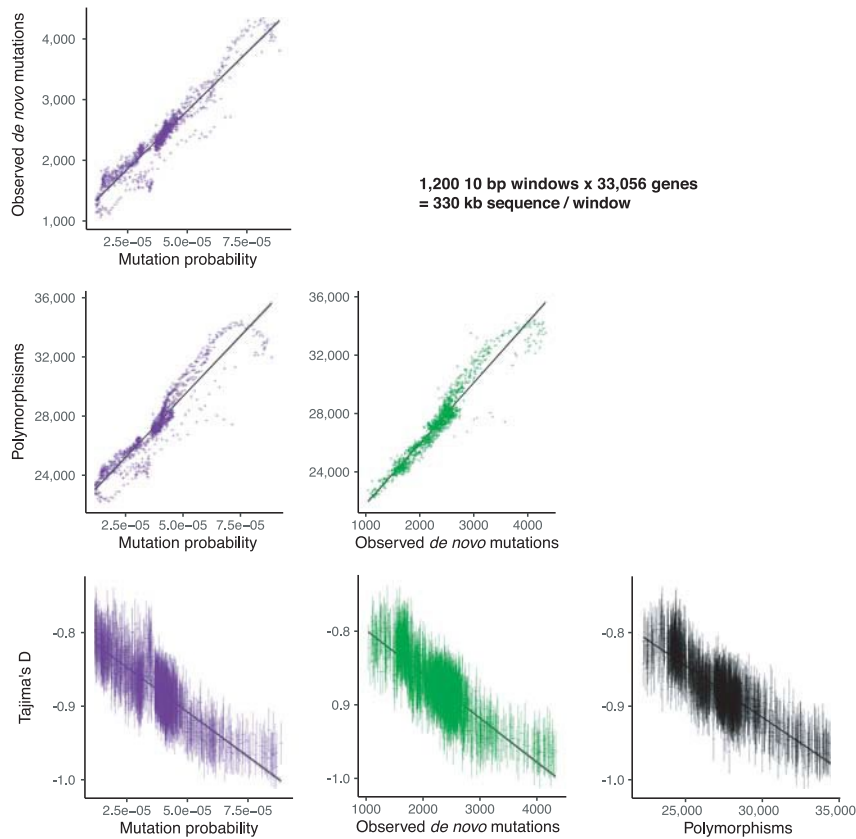 4,000
3,000
2,000
1,000
Observed de novo mutations
2.5e−05 5.0e−05 7.5e−05
Mutation probability
1,200 10 bp windows x 33,056 genes
= 330 kb sequence / window
36,000
32,000
28,000
24,000
Polymorphsisms
2.5e−05 5.0e−05 7.5e−05
Mutation probability
36,000
32,000
28,000
24,000
1000 2000 3000 4000
Observed de novo mutations
-0.8
-0.9
-1.0
Tajima's D
2.5e−05 5.0e−05 7.5e−05
Mutation probability
-0.8
0.9
-1.0
1000 2000 3000 4000
Observed de novo mutations
-0.8
-0.9
-1.0
25,000 30,000 35,000
Polymorphisms